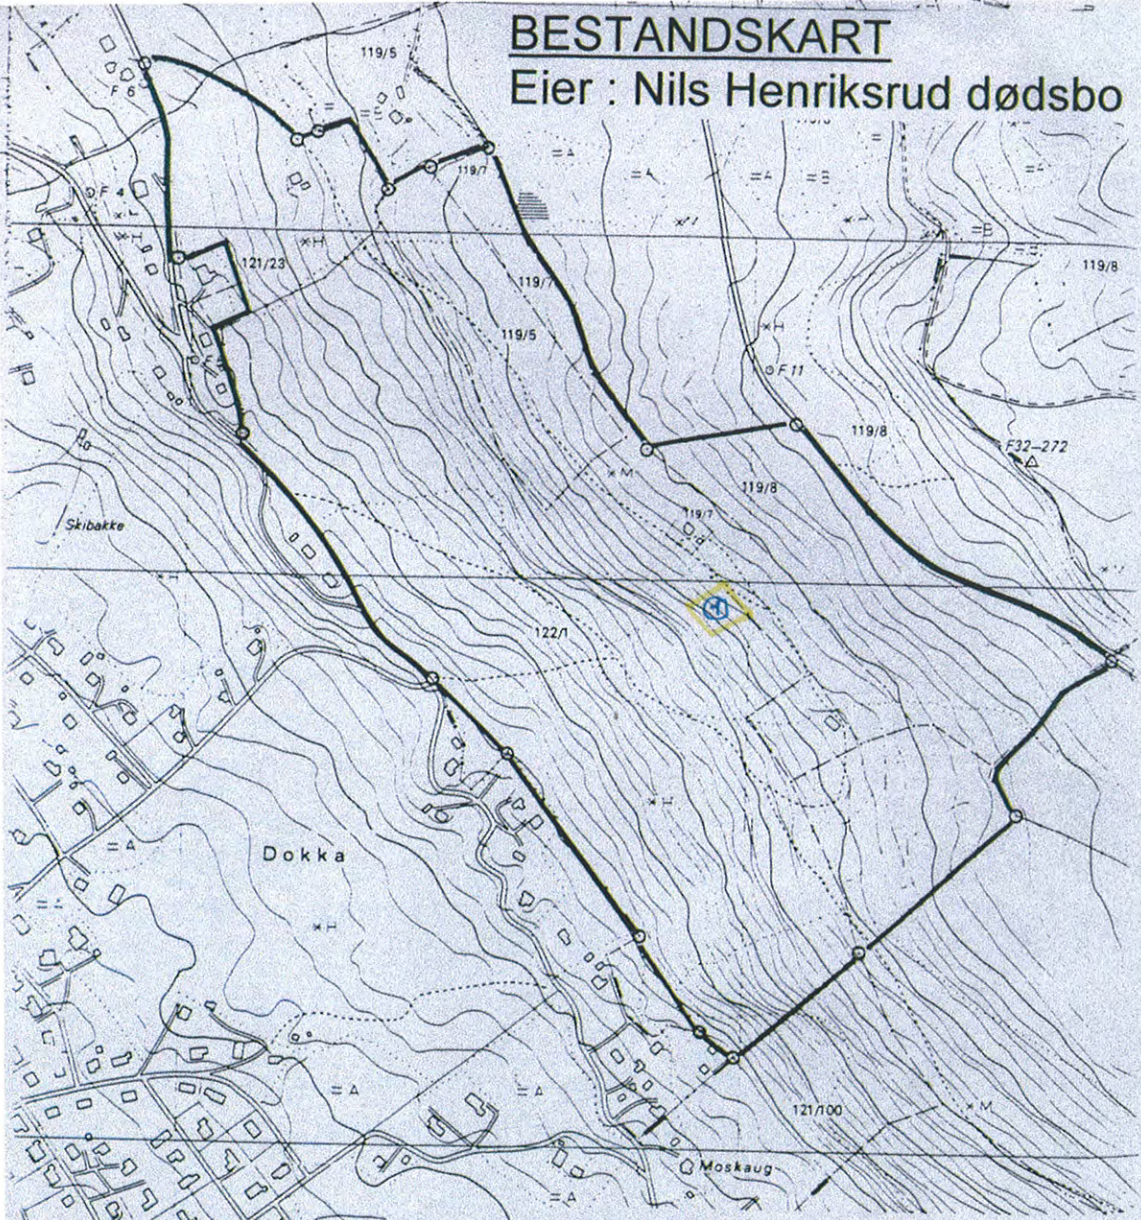 BESTANDSKART
Eier : Nils Henriksrud dødsbo
119/5
F 6
=E
119/7
=A
=A
=A
=B
=A
F 4
H
121/23
=B
119/8
119/7
119/5
H
F 11
119/8
F32–272
M
119/8
119/7
Skibakke
H
H
122/1
H
=A
Dokka
H
=A
=A
121/100
M
Moskaug
=A